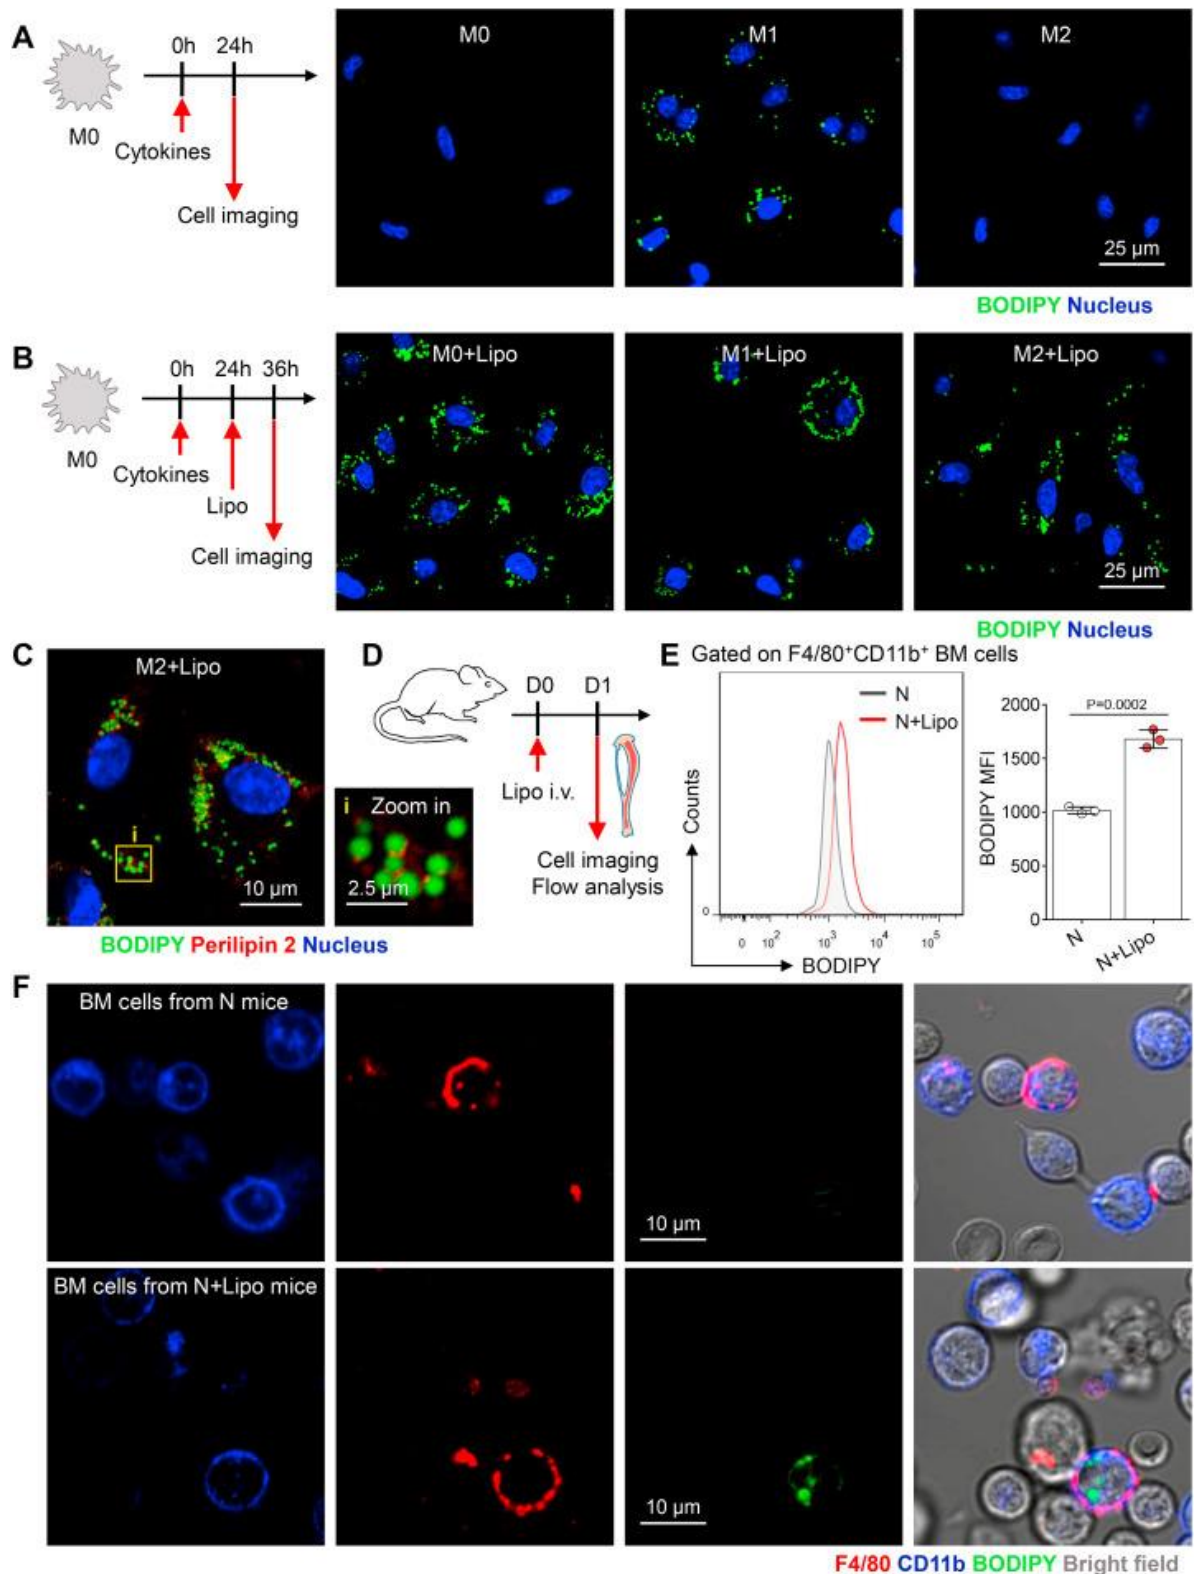 A
0h 24h
M0
Cytokines
Cell imaging
M0
M1
M2
25 µm
BODIPY Nucleus
B
0h 24h 36h
M0
Cytokines
Lipo
Cell imaging
M0+Lipo
M1+Lipo
M2+Lipo
25 µm
BODIPY Nucleus
C
M2+Lipo
i
10 µm
i Zoom in
2.5 µm
BODIPY Perilipin 2 Nucleus
D
D0 D1
Lipo i.v.
Cell imaging
Flow analysis
E Gated on F4/80⁺CD11b⁺ BM cells
N
N+Lipo
Counts
0
0 10² 10³ 10⁴ 10⁵
BODIPY
P=0.0002
BODIPY MFI
2000
1500
1000
500
0
N
N+Lipo
F
BM cells from N mice
10 µm
BM cells from N+Lipo mice
10 µm
F4/80 CD11b BODIPY Bright field